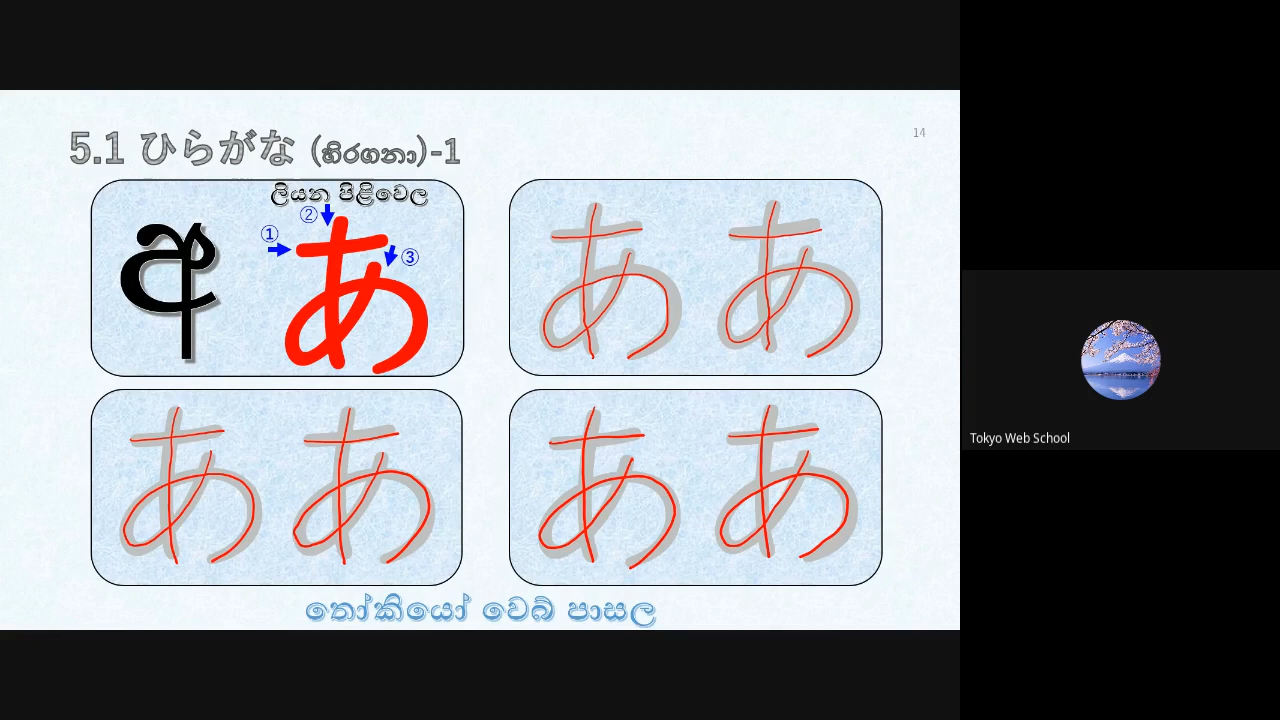 5.1 ひらがな (හිරගනා)-1
14
ලියන පිළිවෙල
අ
① ② ③
あ
あ あ
あ あ
あ あ
තෝකියෝ වෙබ් පාසල
Tokyo Web School